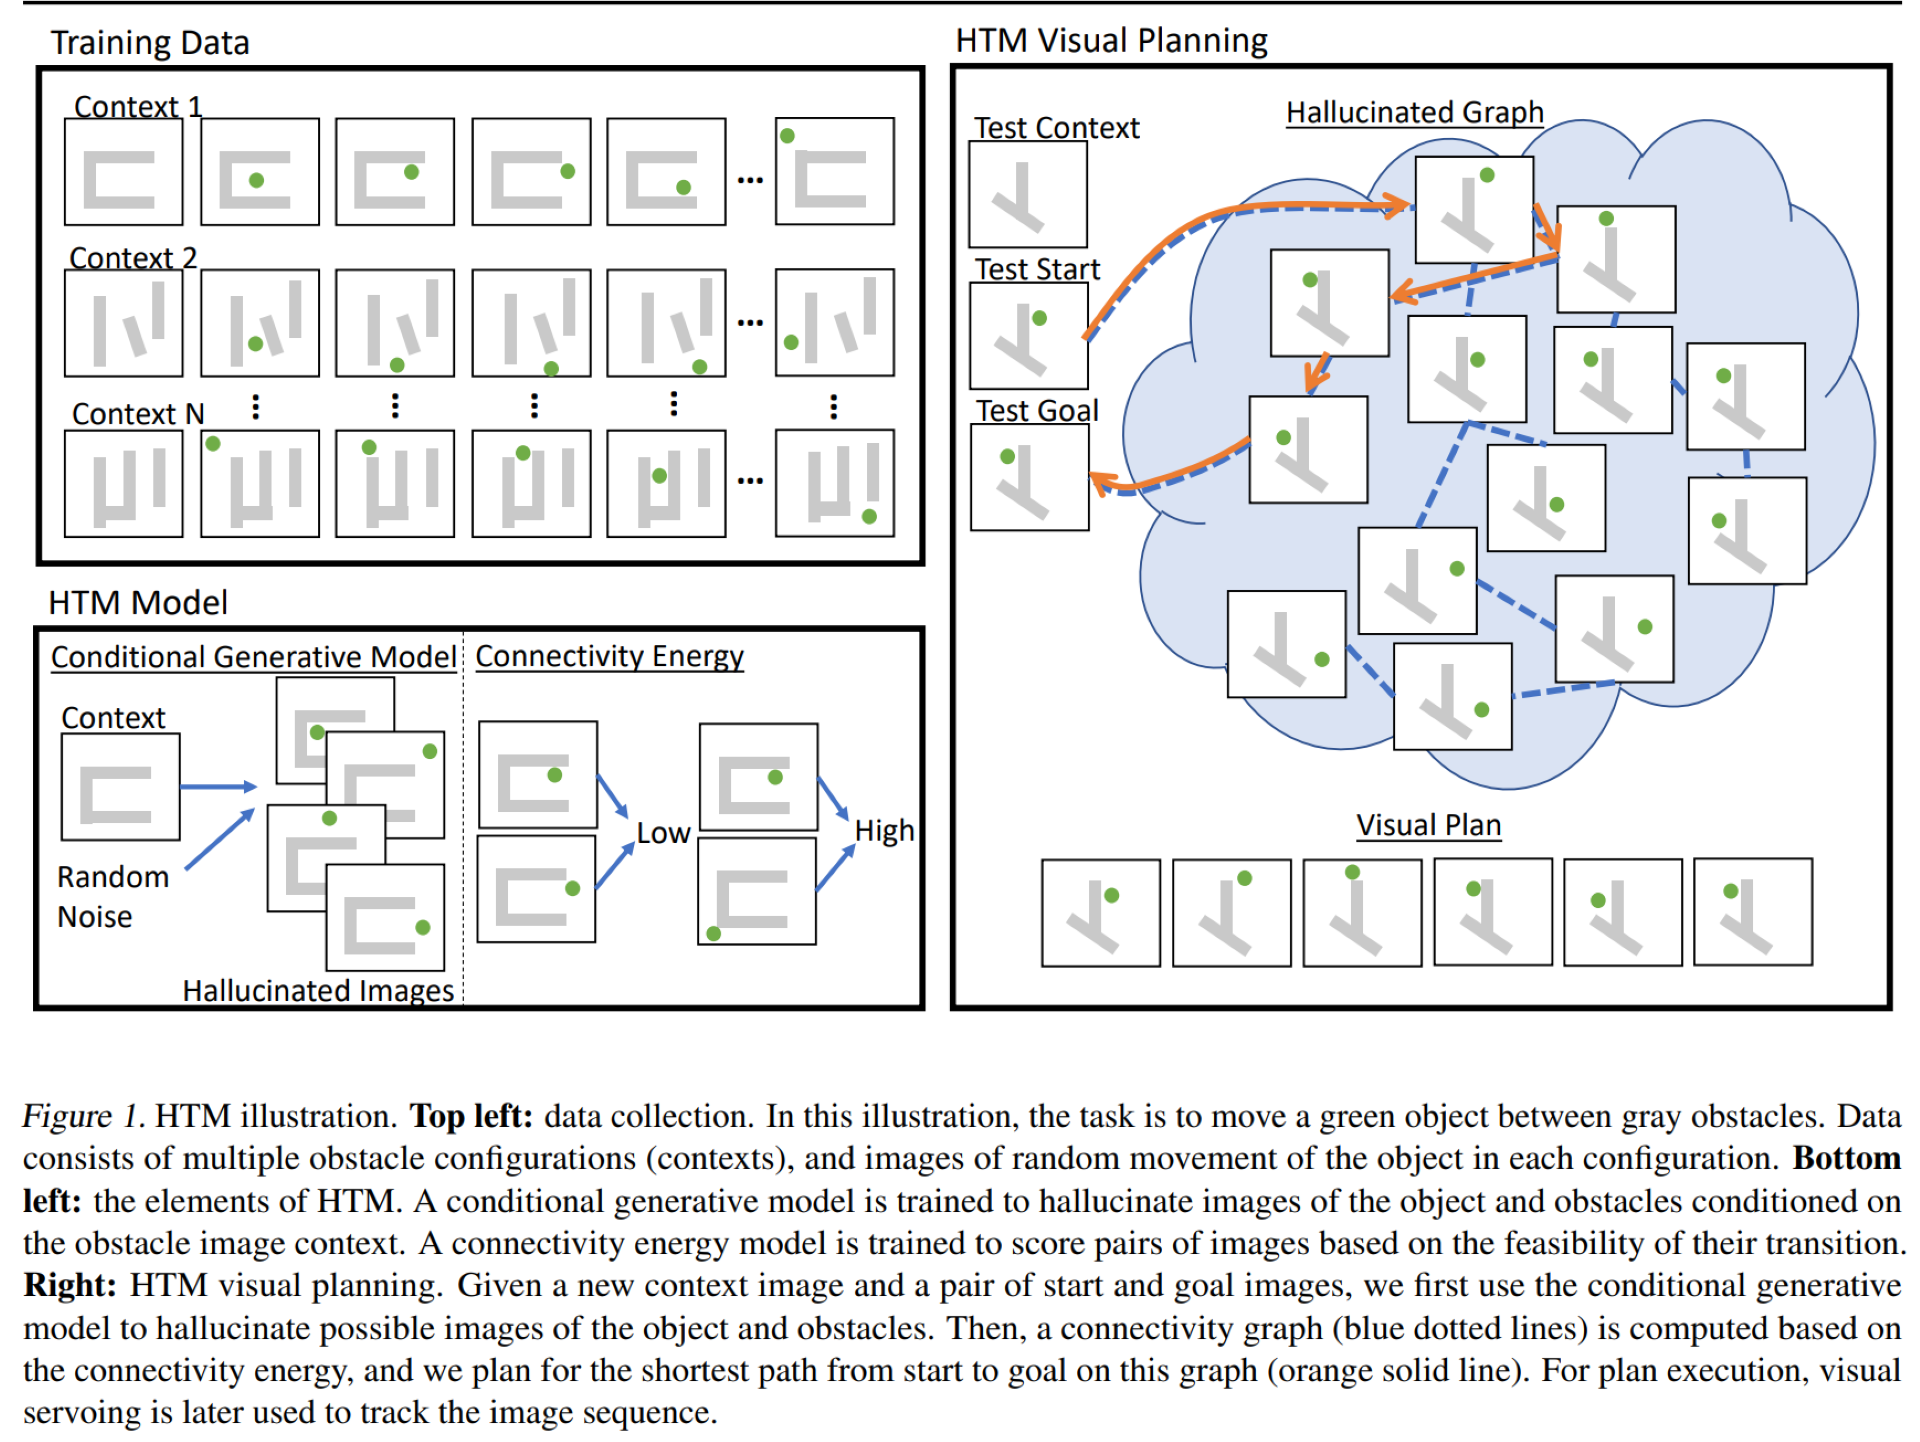 Training Data
Context 1
...
Context 2
...
Context N
...
HTM Model
Conditional Generative Model
Context
Random
Noise
Hallucinated Images
Connectivity Energy
Low
High
HTM Visual Planning
Test Context
Test Start
Test Goal
Hallucinated Graph
Visual Plan
Figure 1. HTM illustration. Top left: data collection. In this illustration, the task is to move a green object between gray obstacles. Data
consists of multiple obstacle configurations (contexts), and images of random movement of the object in each configuration. Bottom
left: the elements of HTM. A conditional generative model is trained to hallucinate images of the object and obstacles conditioned on
the obstacle image context. A connectivity energy model is trained to score pairs of images based on the feasibility of their transition.
Right: HTM visual planning. Given a new context image and a pair of start and goal images, we first use the conditional generative
model to hallucinate possible images of the object and obstacles. Then, a connectivity graph (blue dotted lines) is computed based on
the connectivity energy, and we plan for the shortest path from start to goal on this graph (orange solid line). For plan execution, visual
servoing is later used to track the image sequence.